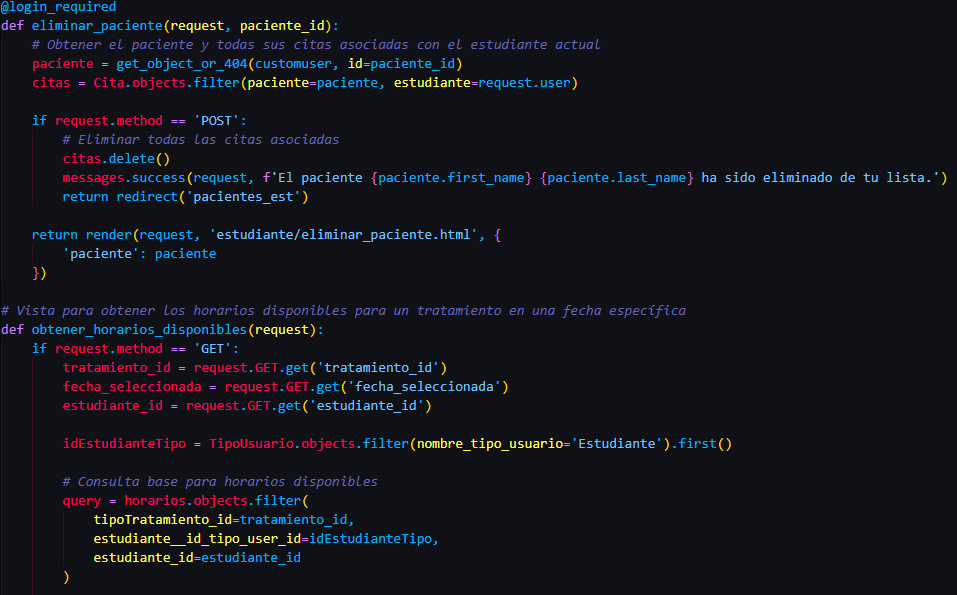 @login_required
def eliminar_paciente(request, paciente_id):
    # Obtener el paciente y todas sus citas asociadas con el estudiante actual
    paciente = get_object_or_404(customuser, id=paciente_id)
    citas = Cita.objects.filter(paciente=paciente, estudiante=request.user)

    if request.method == 'POST':
        # Eliminar todas las citas asociadas
        citas.delete()
        messages.success(request, f'El paciente {paciente.first_name} {paciente.last_name} ha sido eliminado de tu lista.')
        return redirect('pacientes_est')

    return render(request, 'estudiante/eliminar_paciente.html', {
        'paciente': paciente
    })

# Vista para obtener los horarios disponibles para un tratamiento en una fecha específica
def obtener_horarios_disponibles(request):
    if request.method == 'GET':
        tratamiento_id = request.GET.get('tratamiento_id')
        fecha_seleccionada = request.GET.get('fecha_seleccionada')
        estudiante_id = request.GET.get('estudiante_id')

        idEstudianteTipo = TipoUsuario.objects.filter(nombre_tipo_usuario='Estudiante').first()

        # Consulta base para horarios disponibles
        query = horarios.objects.filter(
            tipoTratamiento_id=tratamiento_id,
            estudiante__id_tipo_user_id=idEstudianteTipo,
            estudiante_id=estudiante_id
        )